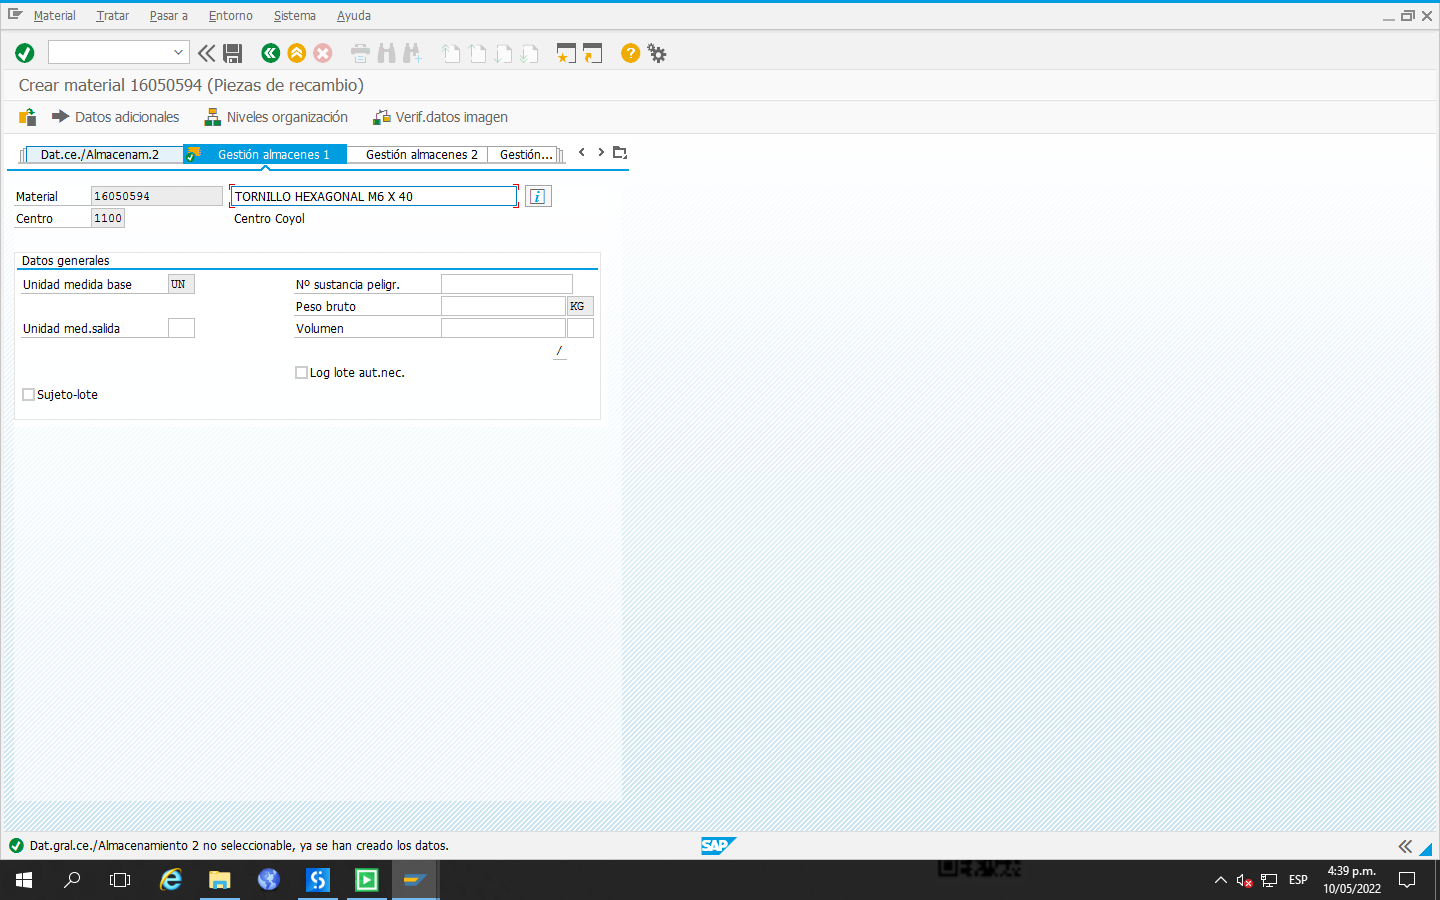 Material Tratar Pasar a Entorno Sistema Ayuda
Crear material 16050594 (Piezas de recambio)
Datos adicionales Niveles organización Verif.datos imagen
Dat.ce./Almacenam.2 Gestión almacenes 1 Gestión almacenes 2 Gestión...
Material 16050594 TORNILLO HEXAGONAL M6 X 40
Centro 1100 Centro Coyol
Datos generales
Unidad medida base UN Nº sustancia peligr.
Peso bruto KG
Unidad med.salida Volumen
/
Log lote aut.nec.
Sujeto-lote
Dat.gral.ce./Almacenamiento 2 no seleccionable, ya se han creado los datos.
SAP
ESP
4:39 p.m.
10/05/2022